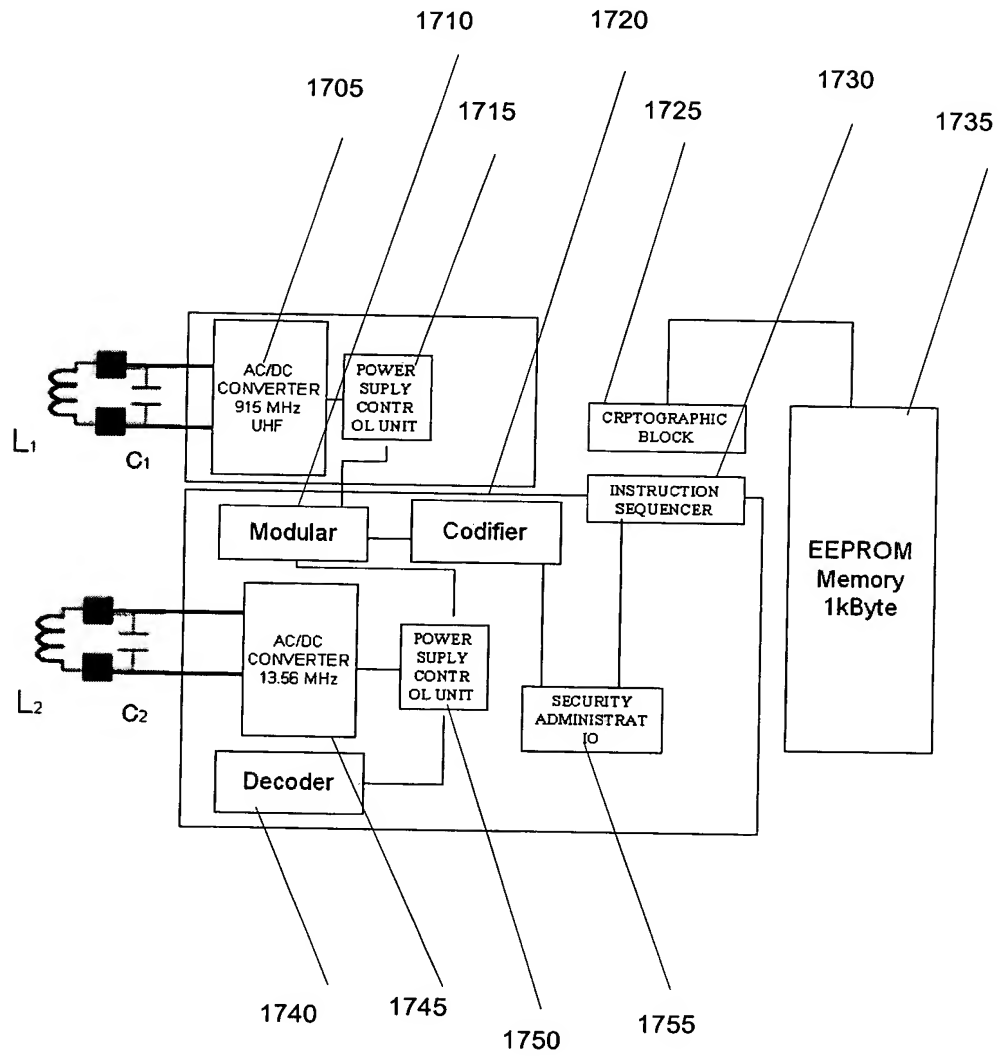 1710
1720
1705
1715
1725
1730
1735
AC/DC
CONVERTER
915 MHz
UHF
POWER
SUPLY
CONTR
OL UNIT
CRPTOGRAPHIC
BLOCK
L1
C1
INSTRUCTION
SEQUENCER
Modular
Codifier
EEPROM
Memory
1kByte
AC/DC
CONVERTER
13.56 MHz
POWER
SUPLY
CONTR
OL UNIT
L2
C2
SECURITY
ADMINISTRAT
IO
Decoder
1740
1745
1750
1755